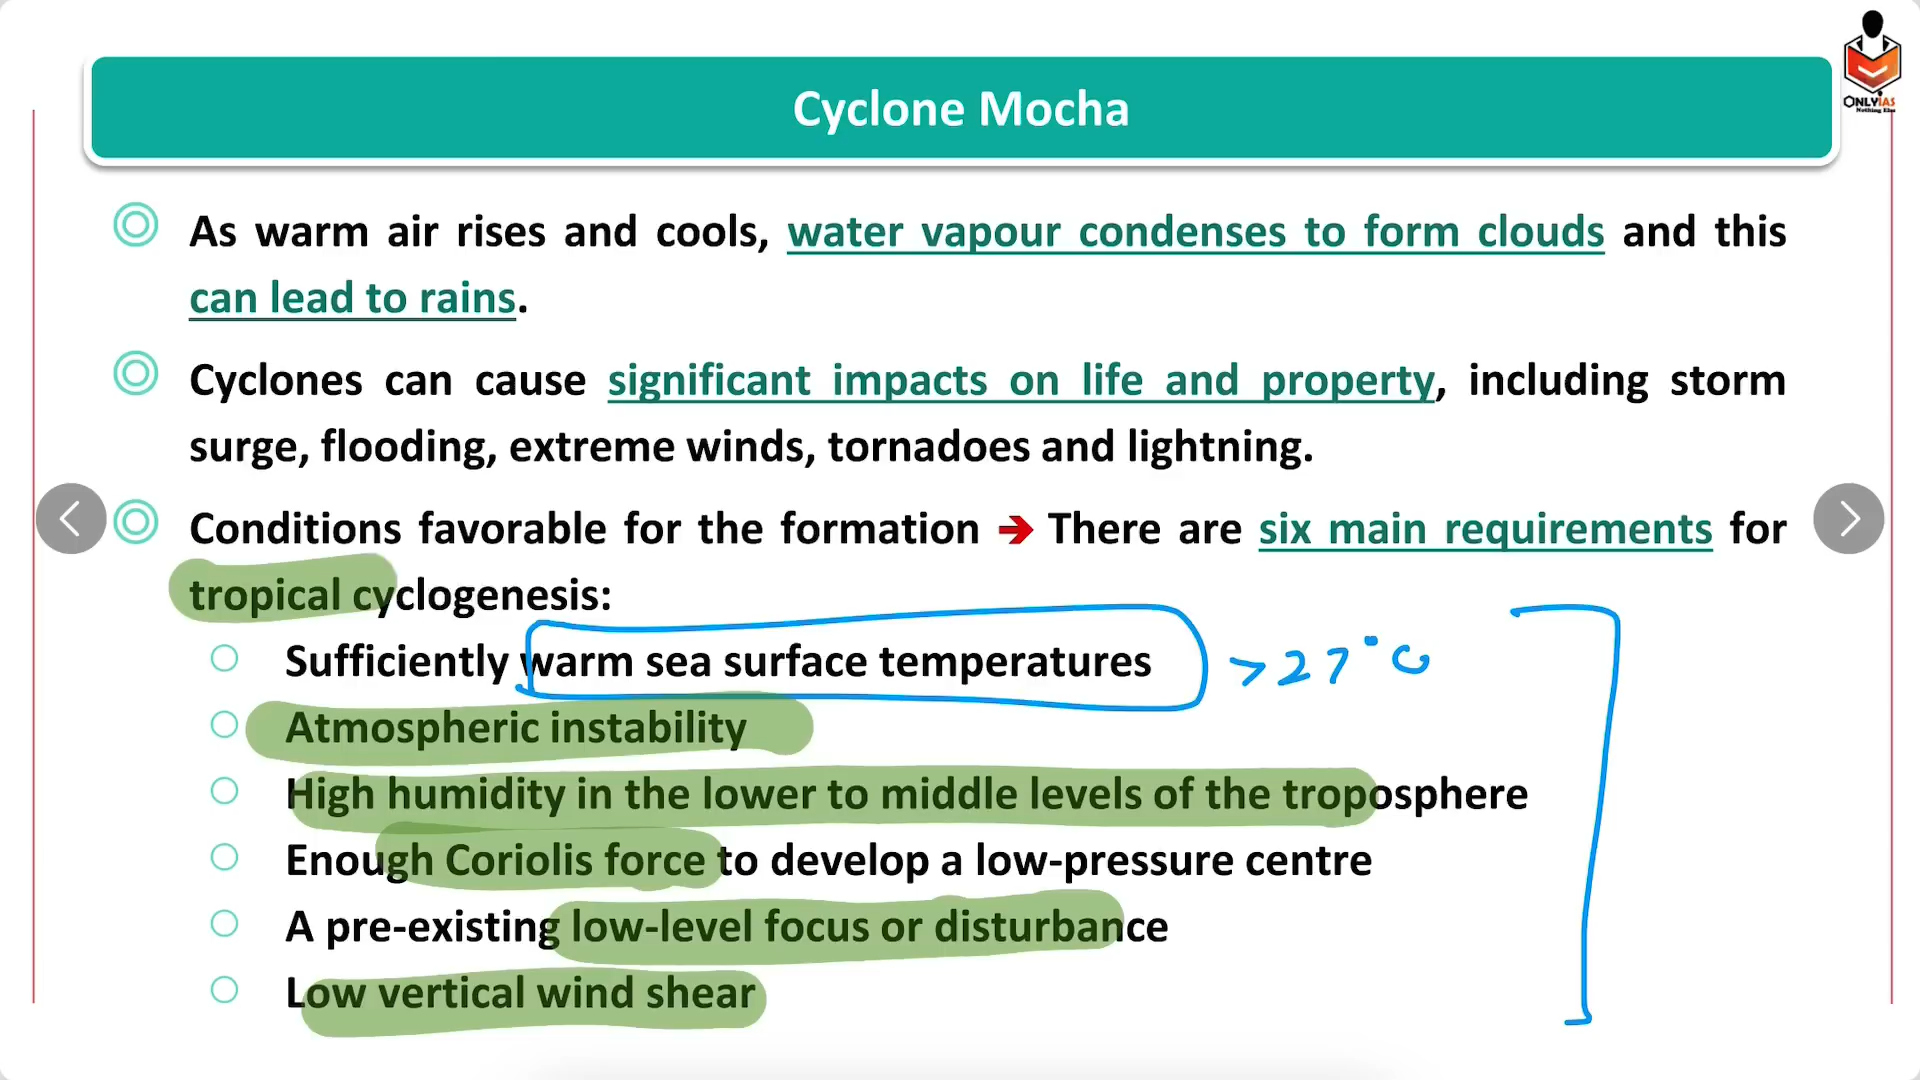 Cyclone Mocha
ONLYIAS
Nothing Else
As warm air rises and cools, water vapour condenses to form clouds and this
can lead to rains.
Cyclones can cause significant impacts on life and property, including storm
surge, flooding, extreme winds, tornadoes and lightning.
Conditions favorable for the formation ➔ There are six main requirements for
tropical cyclogenesis:
Sufficiently warm sea surface temperatures >27°C
Atmospheric instability
High humidity in the lower to middle levels of the troposphere
Enough Coriolis force to develop a low-pressure centre
A pre-existing low-level focus or disturbance
Low vertical wind shear